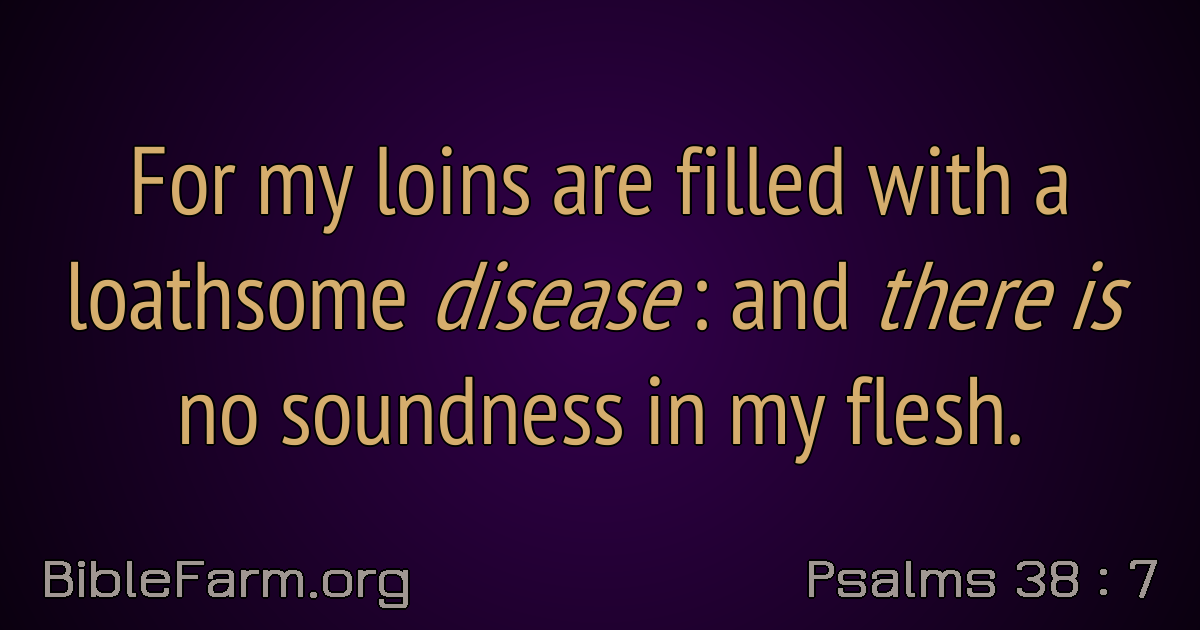 For my loins are filled with a
loathsome disease : and there is
no soundness in my flesh.
BibleFarm.org
Psalms 38 : 7